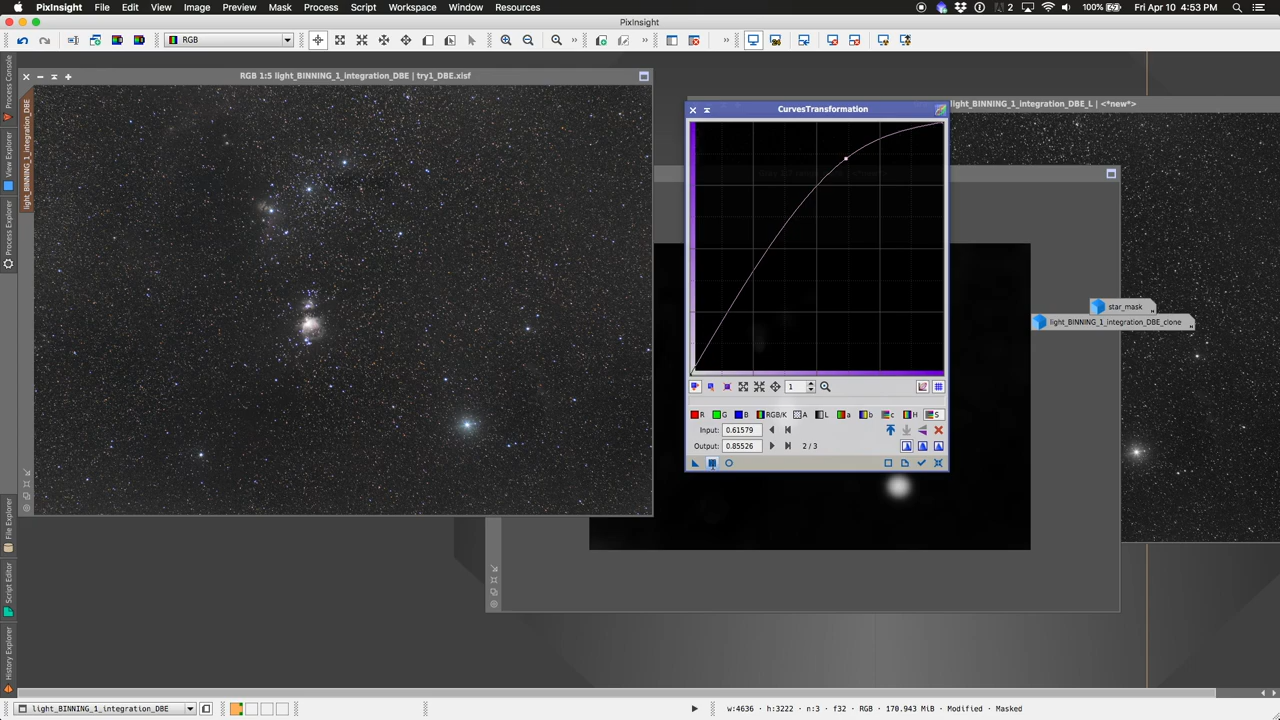 PixInsight File Edit View Image Preview Mask Process Script Workspace Window Resources 2 100% Fri Apr 10 4:53 PM
PixInsight
RGB
RGB 1:5 light_BINNING_1_integration_DBE | try1_DBE.xisf
light_BINNING_1_integration_DBE_L | <*new*>
CurvesTransformation
Process Console
View Explorer
Process Explorer
File Explorer
Script Editor
History Explorer
light_BINNING_1_integration_DBE
star_mask
light_BINNING_1_integration_DBE_clone
1
R G B RGB/K A L a b c H S
Input: 0.61579
Output: 0.85526 2 / 3
light_BINNING_1_integration_DBE
w:4636 · h:3222 · n:3 · f32 · RGB · 170.943 MiB · Modified · Masked